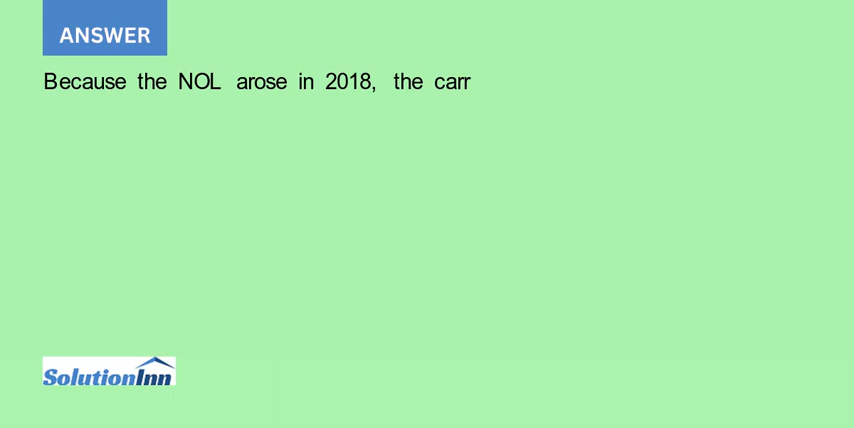 ANSWER
Because the NOL arose in 2018, the carr
SolutionInn